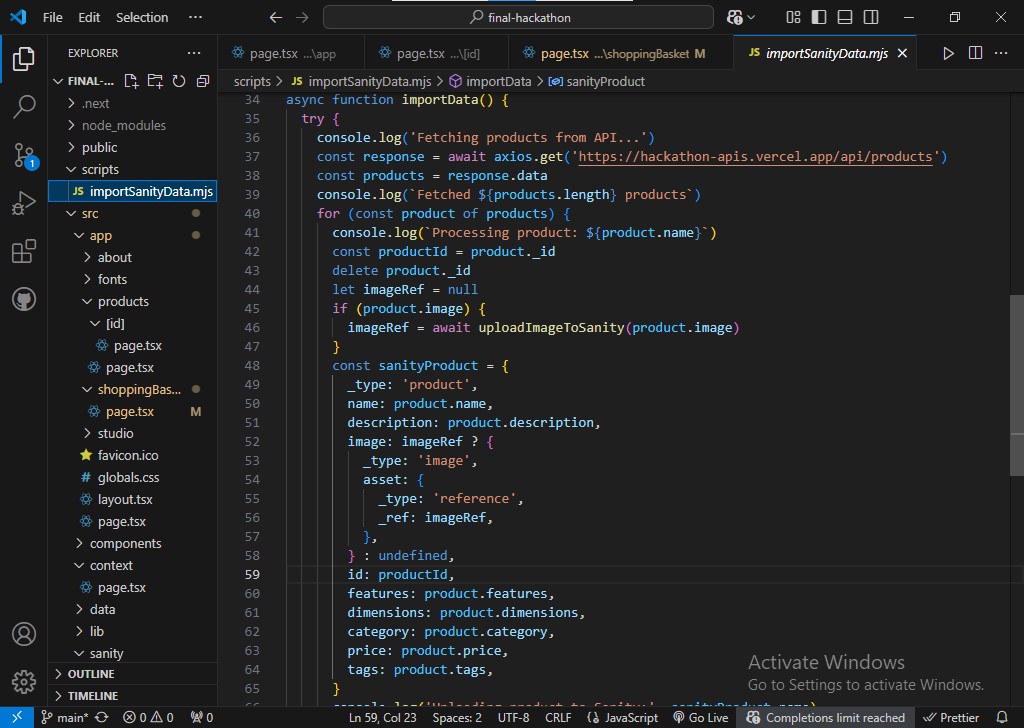 File Edit Selection ··· final-hackathon
EXPLORER ···
FINAL-...
.next
node_modules
public
scripts
JS importSanityData.mjs
src
app
about
fonts
products
[id]
page.tsx
page.tsx
shoppingBas...
page.tsx M
studio
favicon.ico
# globals.css
layout.tsx
page.tsx
components
context
page.tsx
data
lib
sanity
OUTLINE
TIMELINE
1
page.tsx ...\app page.tsx ...\[id] page.tsx ...\shoppingBasket M JS importSanityData.mjs
scripts > JS importSanityData.mjs > importData > sanityProduct
34 async function importData() {
35 try {
36 console.log('Fetching products from API...')
37 const response = await axios.get('https://hackathon-apis.vercel.app/api/products')
38 const products = response.data
39 console.log(`Fetched ${products.length} products`)
40 for (const product of products) {
41 console.log(`Processing product: ${product.name}`)
42 const productId = product._id
43 delete product._id
44 let imageRef = null
45 if (product.image) {
46 imageRef = await uploadImageToSanity(product.image)
47 }
48 const sanityProduct = {
49 _type: 'product',
50 name: product.name,
51 description: product.description,
52 image: imageRef ? {
53 _type: 'image',
54 asset: {
55 _type: 'reference',
56 _ref: imageRef,
57 },
58 } : undefined,
59 id: productId,
60 features: product.features,
61 dimensions: product.dimensions,
62 category: product.category,
63 price: product.price,
64 tags: product.tags,
65 }
Activate Windows
Go to Settings to activate Windows.
main* 0 0 0 Ln 59, Col 23 Spaces: 2 UTF-8 CRLF {} JavaScript Go Live Completions limit reached Prettier